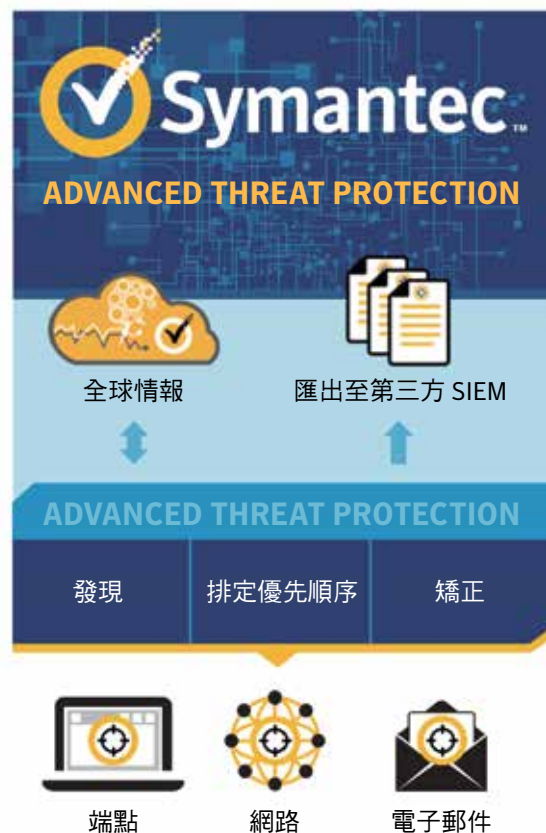 Symantec™
ADVANCED THREAT PROTECTION
全球情報 匯出至第三方 SIEM
ADVANCED THREAT PROTECTION
發現 排定優先順序 矯正
端點 網路 電子郵件